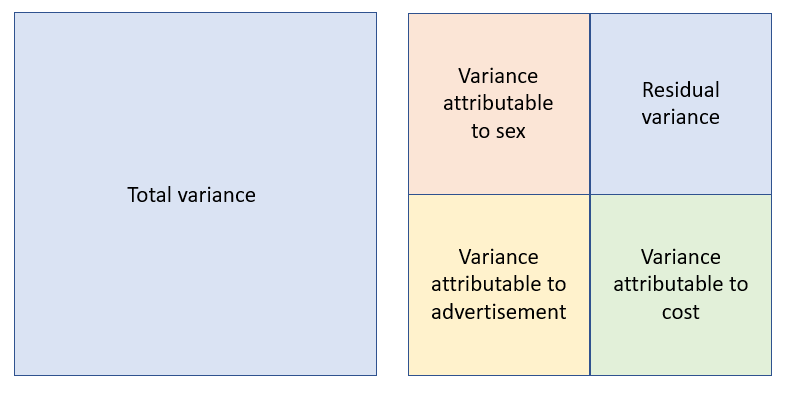 Total variance
Variance
attributable
to sex
Residual
variance
Variance
attributable to
advertisement
Variance
attributable to
cost